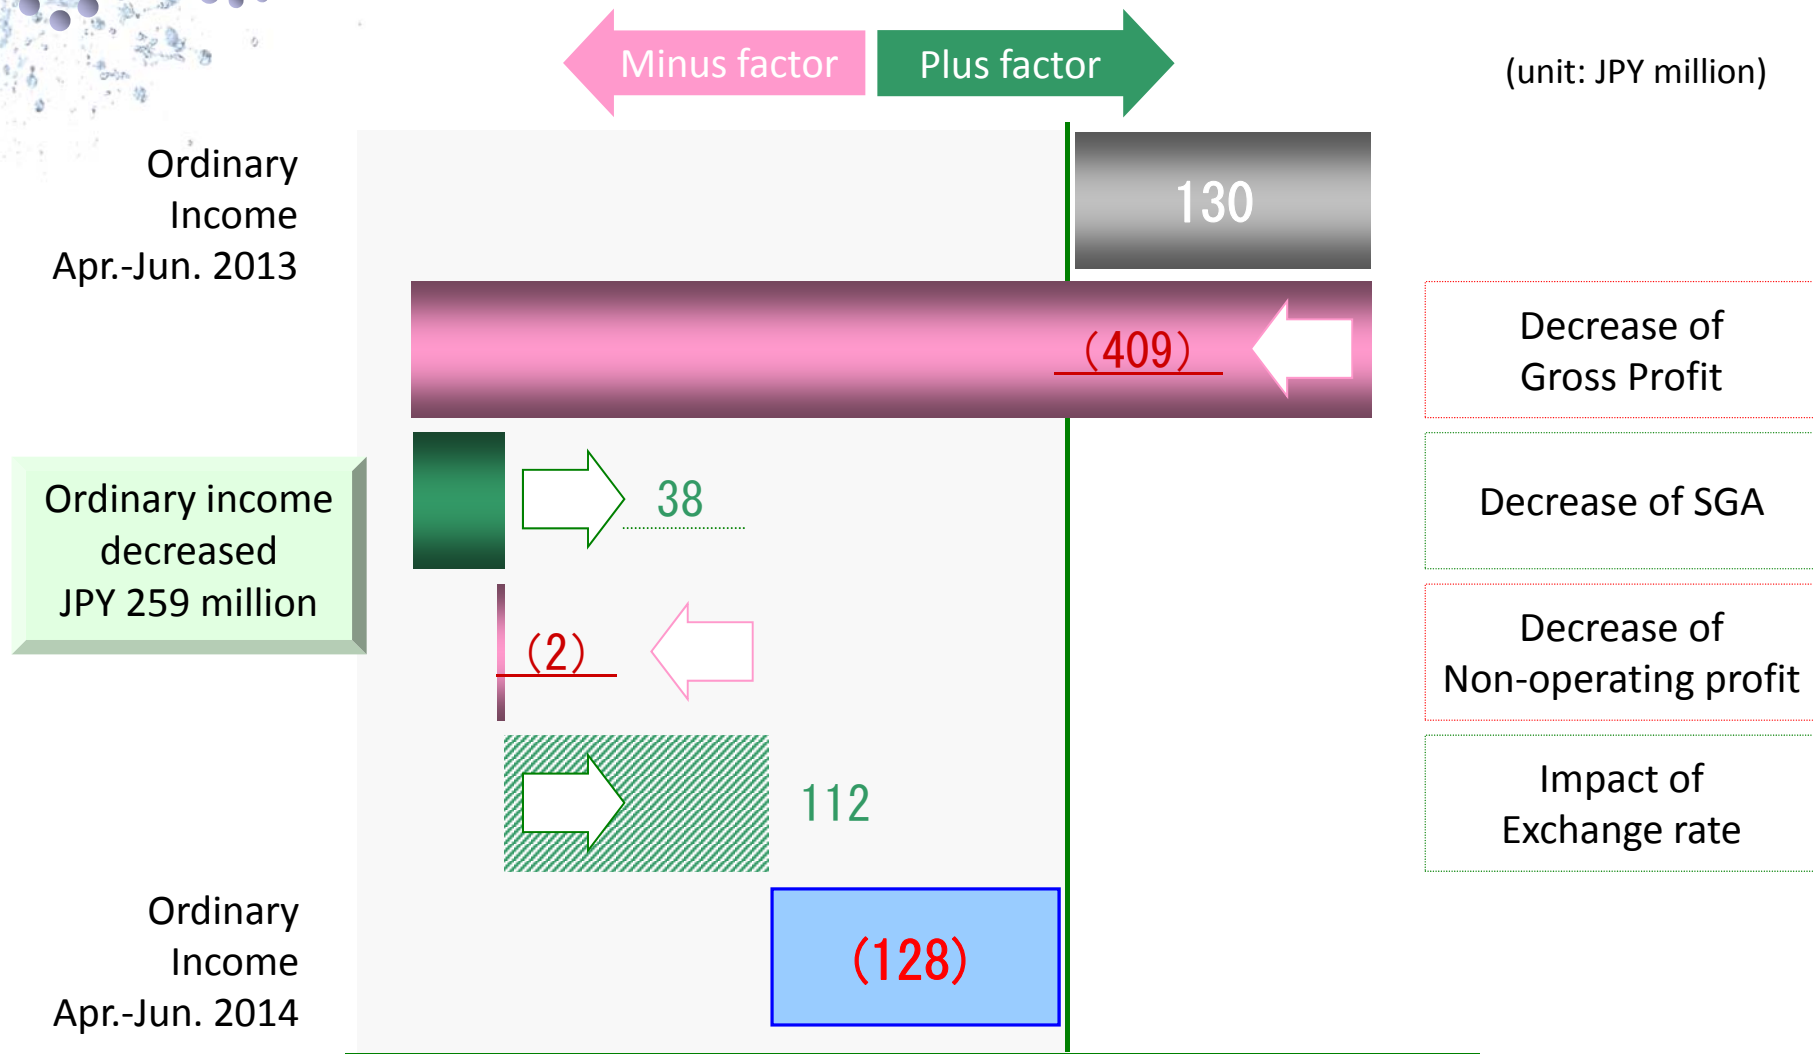 Minus factor
Plus factor
(unit: JPY million)
Ordinary
Income
Apr.-Jun. 2013
130
(409)
Decrease of
Gross Profit
Ordinary income
decreased
JPY 259 million
38
Decrease of SGA
(2)
Decrease of
Non-operating profit
112
Impact of
Exchange rate
Ordinary
Income
Apr.-Jun. 2014
(128)